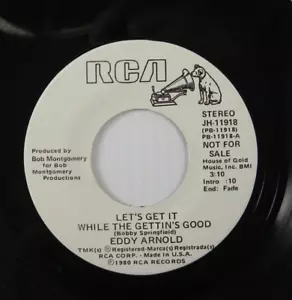 RCA
STEREO
JH-11918
(PB-11918)
PB-11918-A
NOT FOR
SALE
House of Gold
Music, Inc. BMI
3:10
Intro: :10
End: Fade
Produced by
Bob Montgomery
for Bob
Montgomery
Productions
LET'S GET IT
WHILE THE GETTIN'S GOOD
(Bobby Springfield)
EDDY ARNOLD
TMK(s) ® Registered•Marca(s) Registrada(s)
RCA CORP. - Made in U.S.A.
℗ 1980 RCA RECORDS